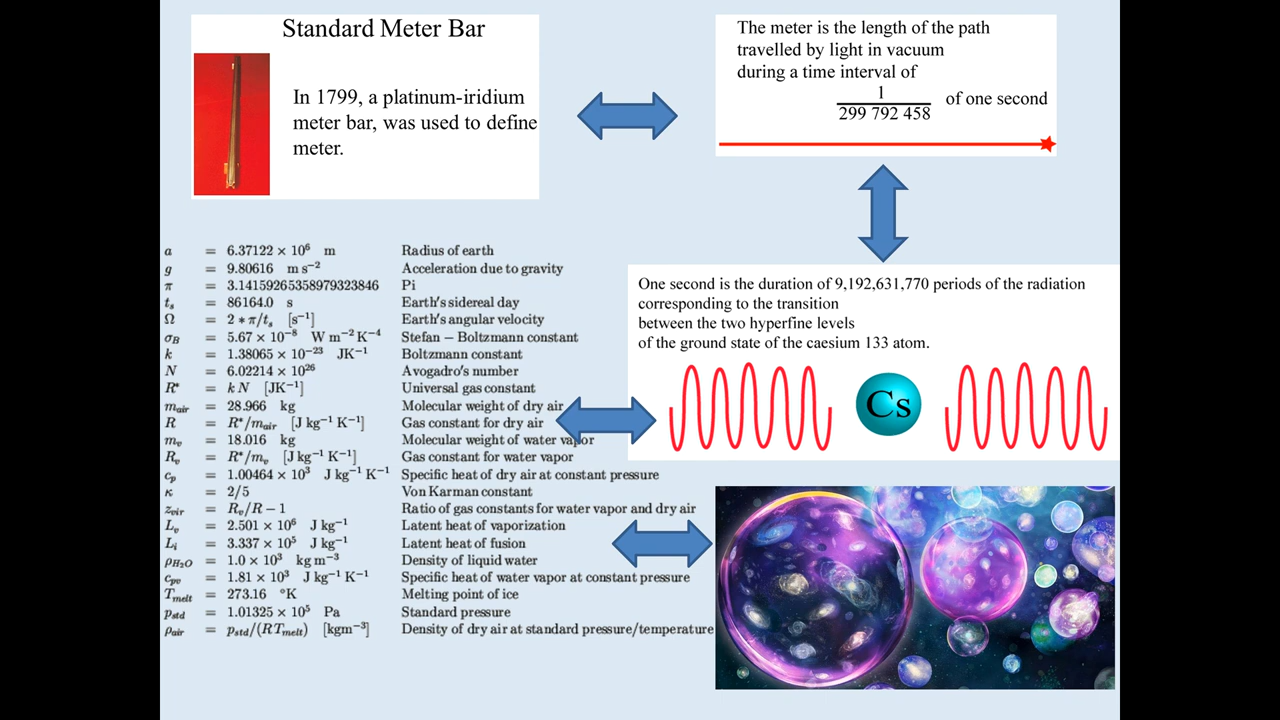 Standard Meter Bar
In 1799, a platinum-iridium
meter bar, was used to define
meter.
The meter is the length of the path
travelled by light in vacuum
during a time interval of
1
299 792 458
of one second
One second is the duration of 9,192,631,770 periods of the radiation
corresponding to the transition
between the two hyperfine levels
of the ground state of the caesium 133 atom.
Cs
a = 6.37122 × 10⁶ m Radius of earth
g = 9.80616 m s⁻² Acceleration due to gravity
π = 3.14159265358979323846 Pi
tₛ = 86164.0 s Earth's sidereal day
Ω = 2 * π/tₛ [s⁻¹] Earth's angular velocity
σ_B = 5.67 × 10⁻⁸ W m⁻² K⁻⁴ Stefan − Boltzmann constant
k = 1.38065 × 10⁻²³ JK⁻¹ Boltzmann constant
N = 6.02214 × 10²⁶ Avogadro's number
R* = k N [JK⁻¹] Universal gas constant
m_air = 28.966 kg Molecular weight of dry air
R = R*/m_air [J kg⁻¹ K⁻¹] Gas constant for dry air
m_v = 18.016 kg Molecular weight of water vapor
R_v = R*/m_v [J kg⁻¹ K⁻¹] Gas constant for water vapor
c_p = 1.00464 × 10³ J kg⁻¹ K⁻¹ Specific heat of dry air at constant pressure
κ = 2/5 Von Karman constant
z_vir = R_v/R − 1 Ratio of gas constants for water vapor and dry air
L_v = 2.501 × 10⁶ J kg⁻¹ Latent heat of vaporization
L_i = 3.337 × 10⁵ J kg⁻¹ Latent heat of fusion
ρ_H₂O = 1.0 × 10³ kg m⁻³ Density of liquid water
c_pv = 1.81 × 10³ J kg⁻¹ K⁻¹ Specific heat of water vapor at constant pressure
T_melt = 273.16 °K Melting point of ice
p_std = 1.01325 × 10⁵ Pa Standard pressure
ρ_air = p_std/(RT_melt) [kgm⁻³] Density of dry air at standard pressure/temperature